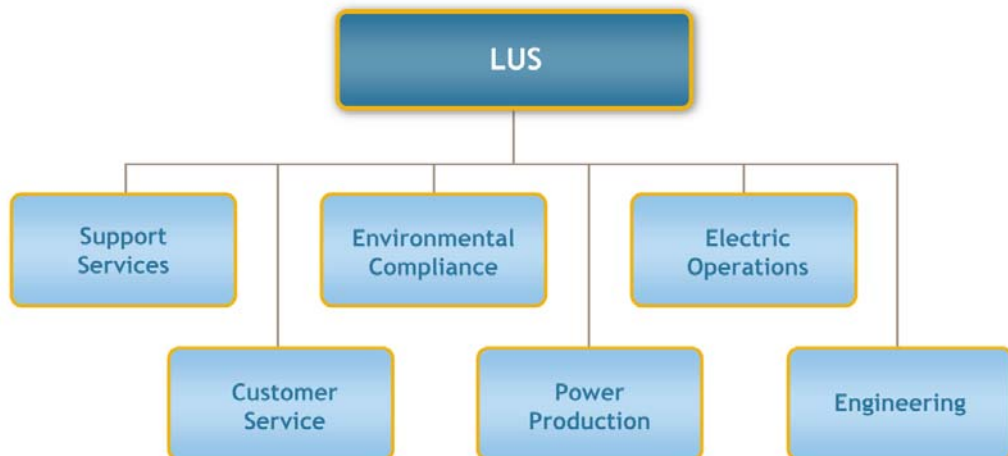 LUS
Support
Services
Environmental
Compliance
Electric
Operations
Customer
Service
Power
Production
Engineering